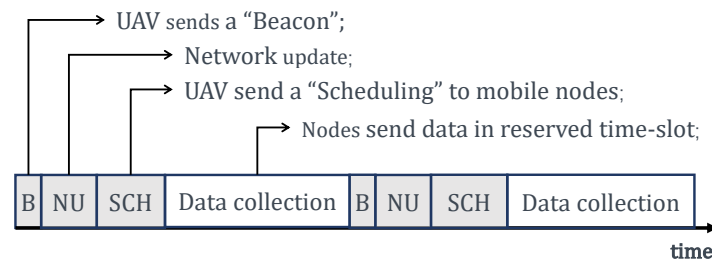 UAV sends a “Beacon”;
Network update;
UAV send a “Scheduling” to mobile nodes;
Nodes send data in reserved time-slot;
B NU SCH Data collection B NU SCH Data collection
time